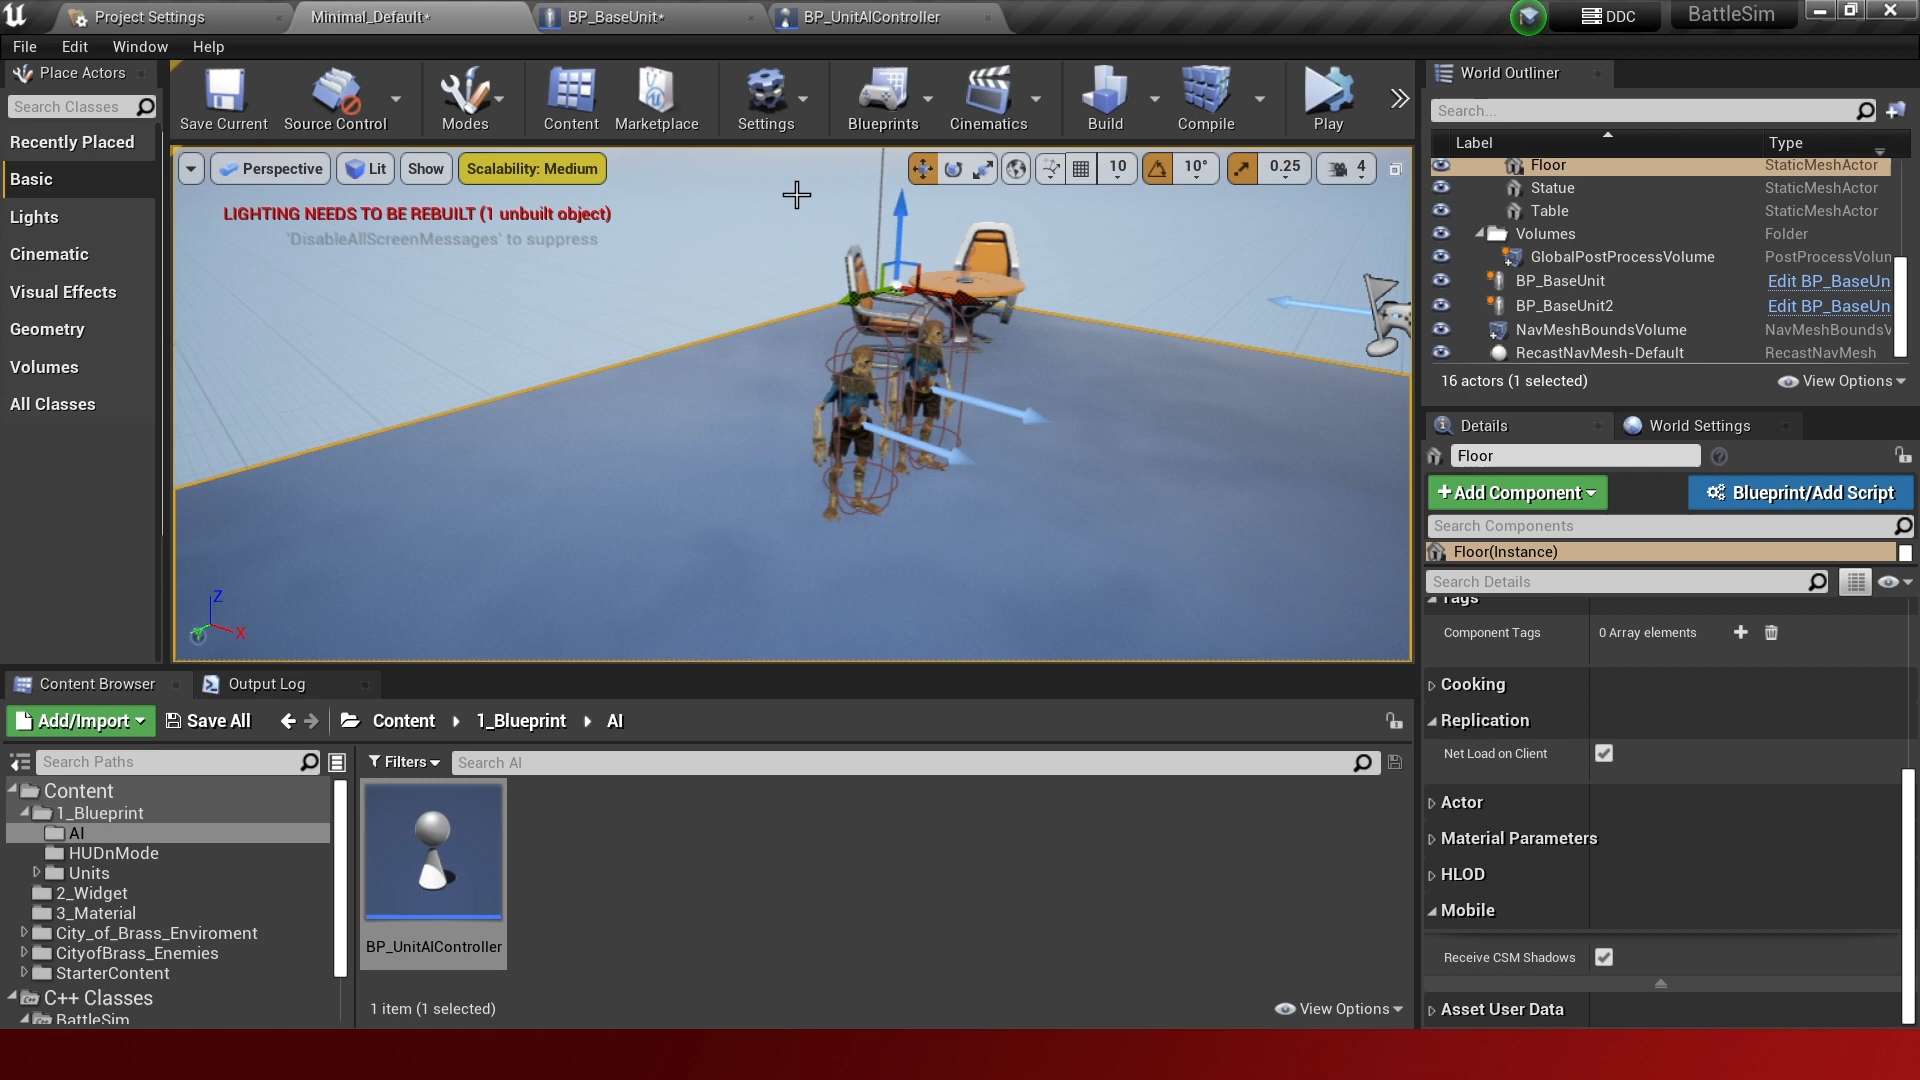 Project Settings
Minimal_Default*
BP_BaseUnit*
BP_UnitAIController
DDC
BattleSim
File Edit Window Help
Place Actors
Search Classes
Recently Placed
Basic
Lights
Cinematic
Visual Effects
Geometry
Volumes
All Classes
Save Current
Source Control
Modes
Content
Marketplace
Settings
Blueprints
Cinematics
Build
Compile
Play
Perspective
Lit
Show
Scalability: Medium
10
10°
0.25
4
LIGHTING NEEDS TO BE REBUILT (1 unbuilt object)
'DisableAllScreenMessages' to suppress
Z
X
Y
World Outliner
Search...
Label Type
Floor StaticMeshActor
Statue StaticMeshActor
Table StaticMeshActor
Volumes Folder
GlobalPostProcessVolume PostProcessVolun
BP_BaseUnit Edit BP_BaseUn
BP_BaseUnit2 Edit BP_BaseUn
NavMeshBoundsVolume NavMeshBoundsV
RecastNavMesh-Default RecastNavMesh
16 actors (1 selected)
View Options
Details
World Settings
Floor
+Add Component
Blueprint/Add Script
Search Components
Floor(Instance)
Search Details
Tags
Component Tags 0 Array elements
Cooking
Replication
Net Load on Client
Actor
Material Parameters
HLOD
Mobile
Receive CSM Shadows
Asset User Data
Content Browser
Output Log
Add/Import
Save All
Content
1_Blueprint
AI
Search Paths
Filters
Search AI
Content
1_Blueprint
AI
HUDnMode
Units
2_Widget
3_Material
City_of_Brass_Enviroment
CityofBrass_Enemies
StarterContent
C++ Classes
BattleSim
BP_UnitAIController
1 item (1 selected)
View Options